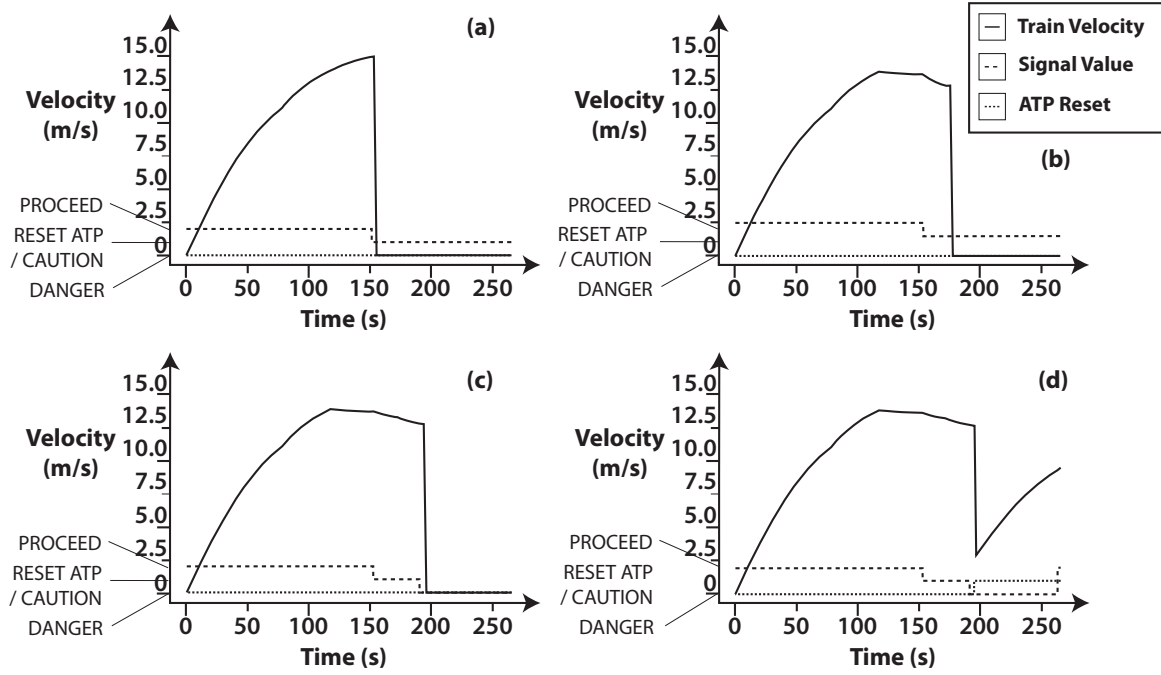 (a)
15.0
12.5
10.0
7.5
5.0
2.5
0
Velocity
(m/s)
PROCEED
RESET ATP
/ CAUTION
DANGER
0 50 100 150 200 250
Time (s)
(b)
15.0
12.5
10.0
7.5
5.0
2.5
0
Velocity
(m/s)
PROCEED
RESET ATP
/ CAUTION
DANGER
0 50 100 150 200 250
Time (s)
Train Velocity
Signal Value
ATP Reset
(c)
15.0
12.5
10.0
7.5
5.0
2.5
0
Velocity
(m/s)
PROCEED
RESET ATP
/ CAUTION
DANGER
0 50 100 150 200 250
Time (s)
(d)
15.0
12.5
10.0
7.5
5.0
2.5
0
Velocity
(m/s)
PROCEED
RESET ATP
/ CAUTION
DANGER
0 50 100 150 200 250
Time (s)